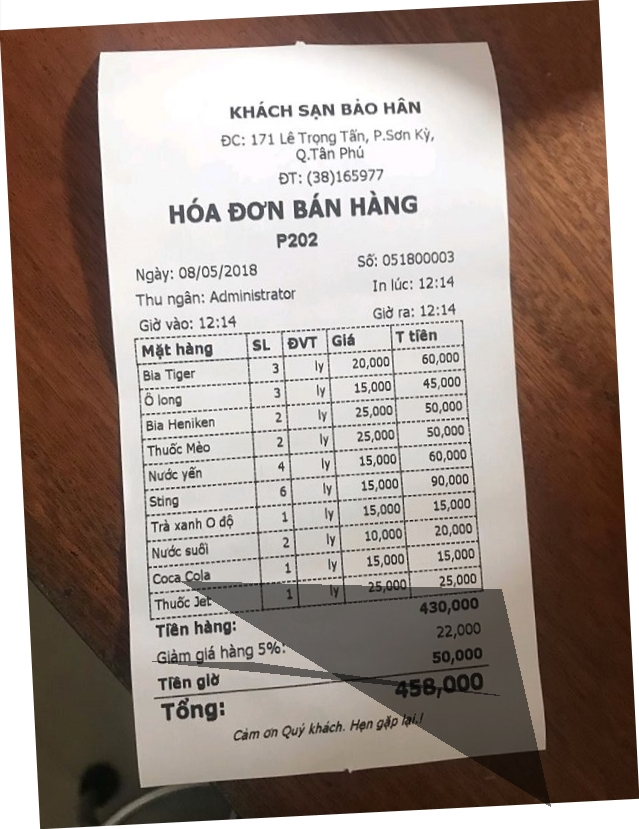 KHÁCH SẠN BẢO HÂN
ĐC: 171 Lê Trọng Tấn, P.Sơn Kỳ,
Q.Tân Phú
ĐT: (38)165977
HÓA ĐƠN BÁN HÀNG
P202
Ngày: 08/05/2018 Số: 051800003
Thu ngân: Administrator In lúc: 12:14
Giờ vào: 12:14 Giờ ra: 12:14
Mặt hàng SL ĐVT Giá T tiền
Bia Tiger 3 ly 20,000 60,000
Ô long 3 ly 15,000 45,000
Bia Heniken 2 ly 25,000 50,000
Thuốc Mèo 2 ly 25,000 50,000
Nước yến 4 ly 15,000 60,000
Sting 6 ly 15,000 90,000
Trà xanh O độ 1 ly 15,000 15,000
Nước suối 2 ly 10,000 20,000
Coca Cola 1 ly 15,000 15,000
Thuốc Jet 1 ly 25,000 25,000
Tiền hàng: 430,000
Giảm giá hàng 5%: 22,000
Tiền giờ 50,000
Tổng: 458,000
Cảm ơn Quý khách. Hẹn gặp lại.!